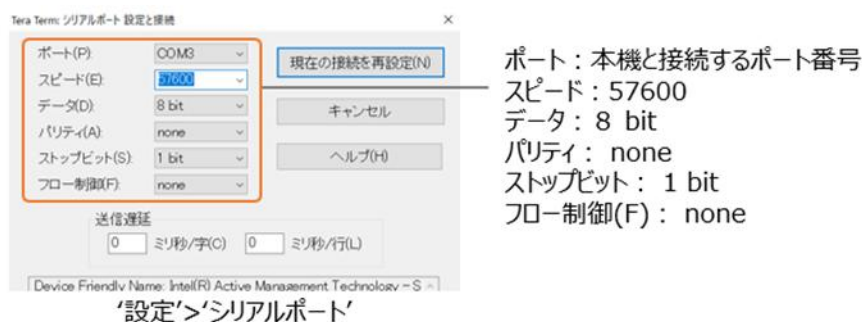 Tera Term: シリアルポート 設定と接続
×
ポート(P): COM3
現在の接続を再設定(N)
スピード(E): 57600
データ(D): 8 bit
キャンセル
パリティ(A): none
ストップビット(S): 1 bit
ヘルプ(H)
フロー制御(F): none
送信遅延
0 ミリ秒/字(C) 0 ミリ秒/行(L)
Device Friendly Name: Intel(R) Active Management Technology - S
'設定'>'シリアルポート'
ポート：本機と接続するポート番号
スピード：57600
データ： 8 bit
パリティ： none
ストップビット： 1 bit
フロー制御(F)： none